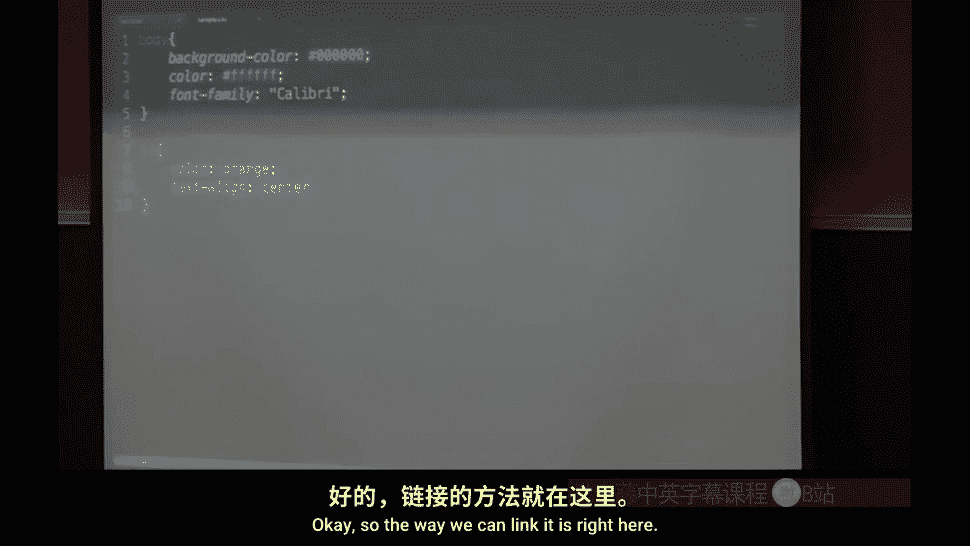 1 body{
2 background-color: #000000;
3 color: #ffffff;
4 font-family: "Calibri";
5 }
6
7 {
8 color: orange;
9 text-align: center
10 }
好的，链接的方法就在这里。
中英字幕课程 B站
Okay, so the way we can link it is right here.